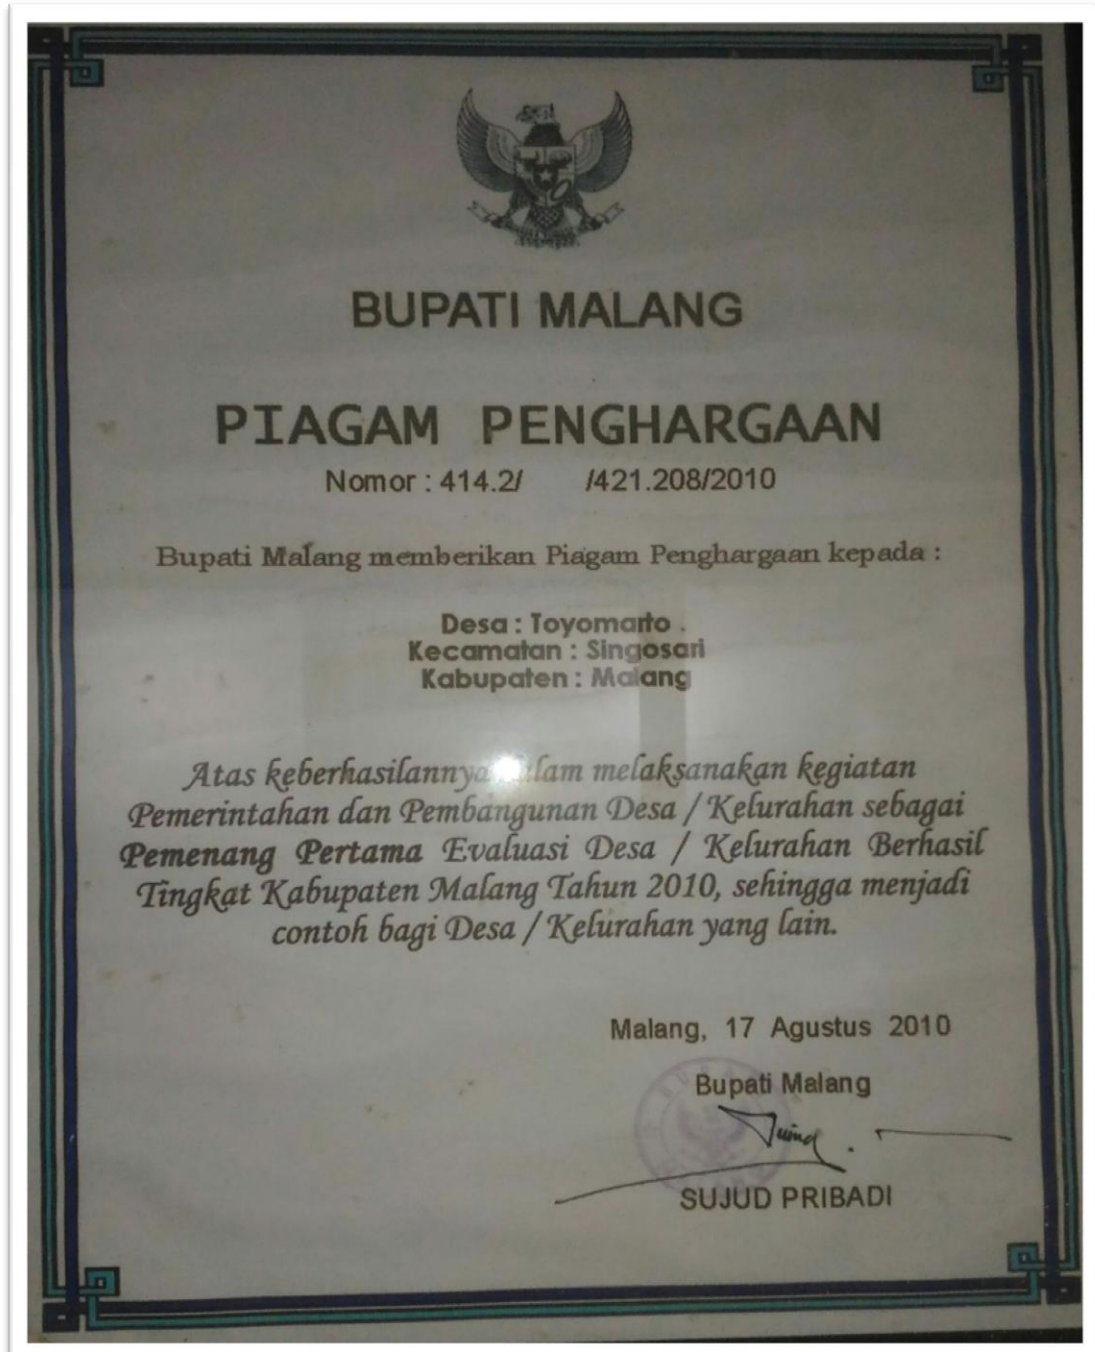 BUPATI MALANG
PIAGAM PENGHARGAAN
Nomor : 414.2/ /421.208/2010
Bupati Malang memberikan Piagam Penghargaan kepada :
Desa : Toyomarto
Kecamatan : Singosari
Kabupaten : Malang
Atas keberhasilannya dalam melaksanakan kegiatan
Pemerintahan dan Pembangunan Desa / Kelurahan sebagai
Pemenang Pertama Evaluasi Desa / Kelurahan Berhasil
Tingkat Kabupaten Malang Tahun 2010, sehingga menjadi
contoh bagi Desa / Kelurahan yang lain.
Malang, 17 Agustus 2010
Bupati Malang
SUJUD PRIBADI